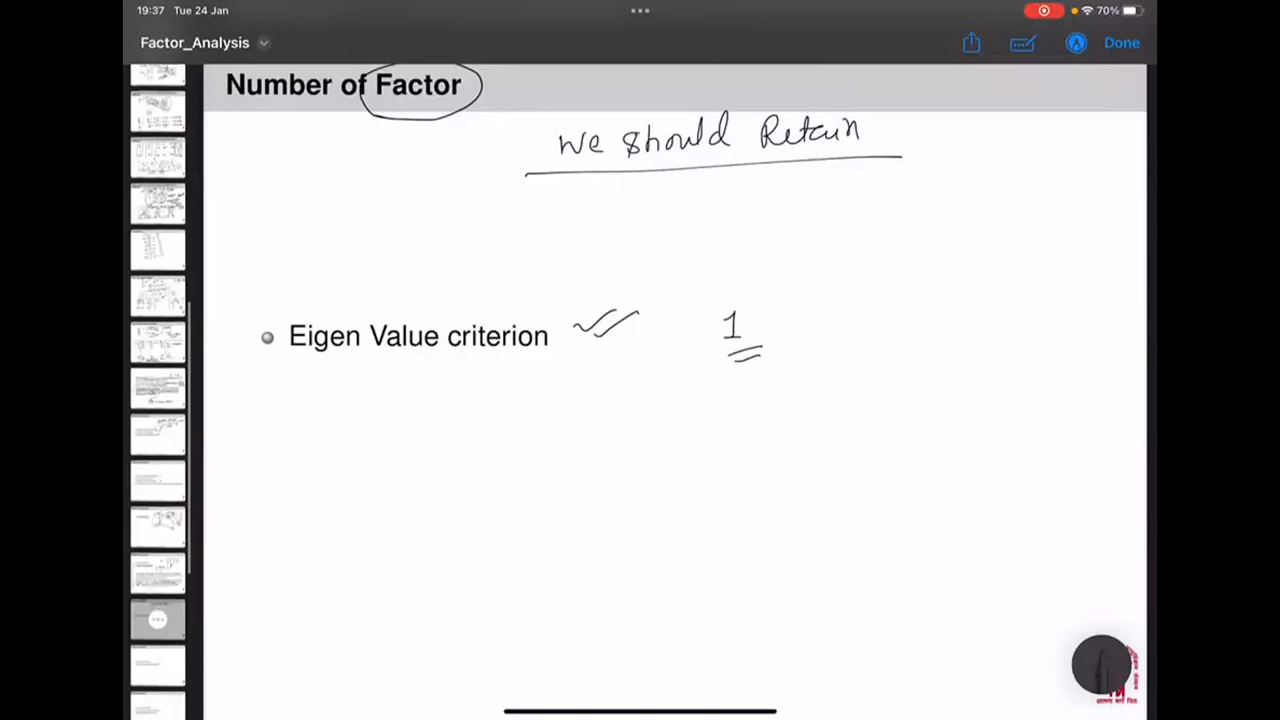 19:37 Tue 24 Jan
70%
Factor_Analysis
Done
Number of Factor
we should Retain
Eigen Value criterion 1